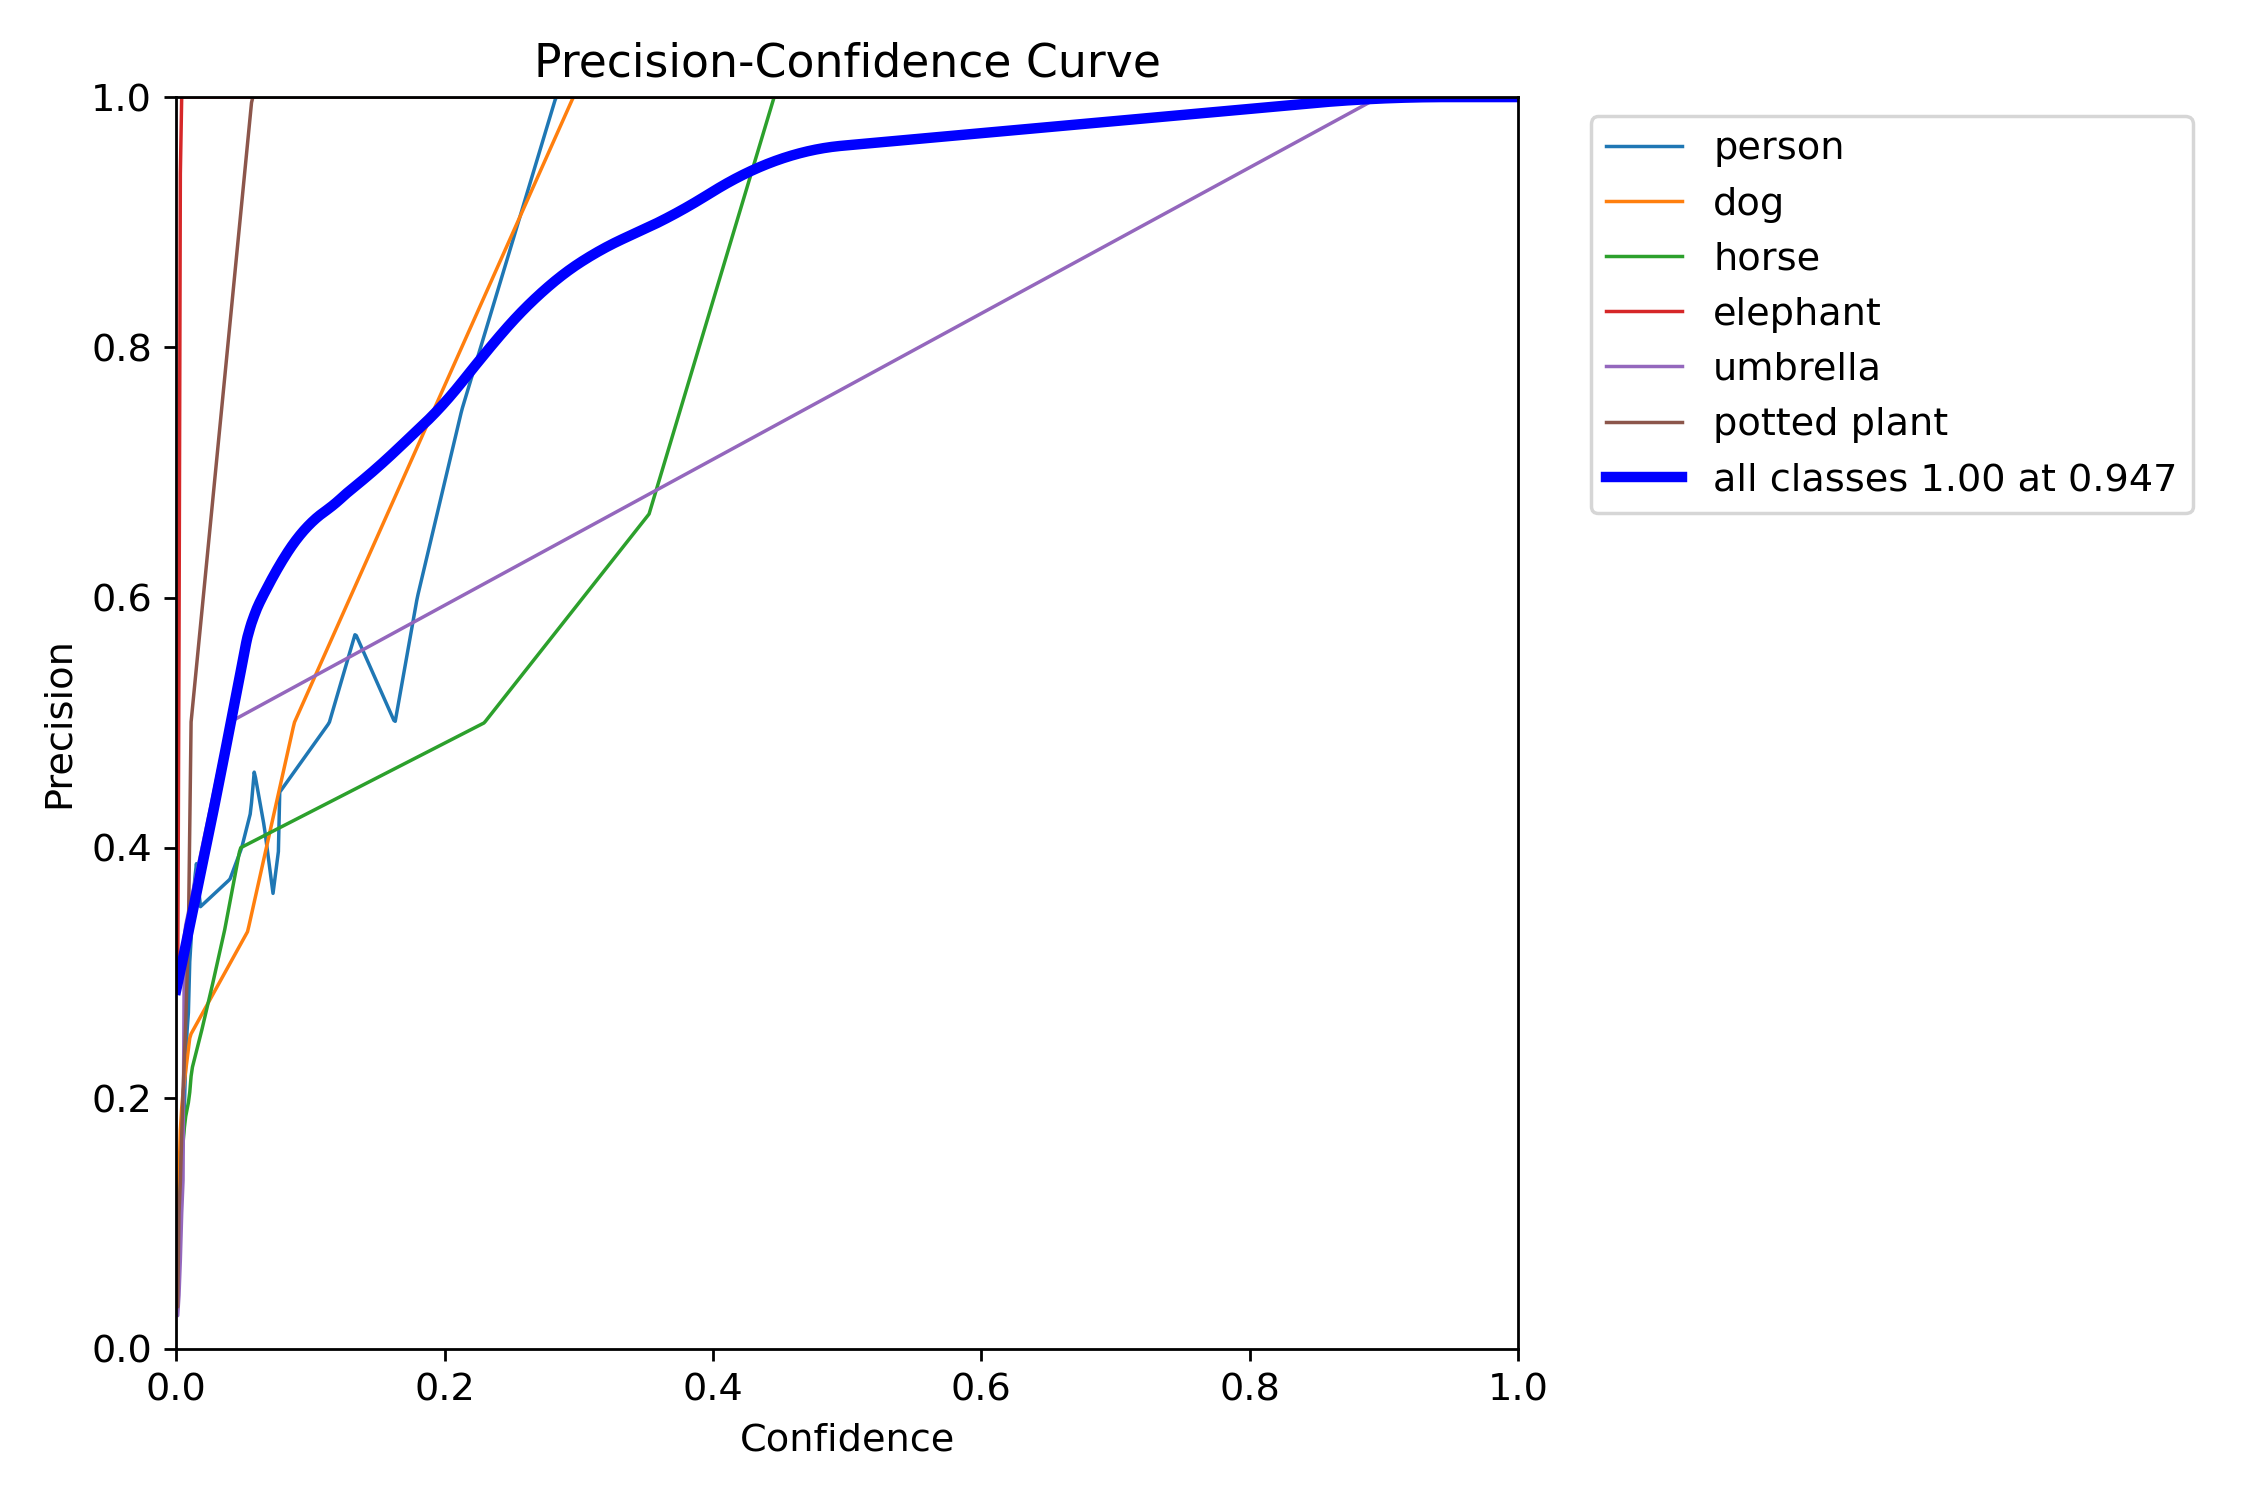 Precision-Confidence Curve
1.0
0.8
0.6
0.4
0.2
0.0
Precision
0.0 0.2 0.4 0.6 0.8 1.0
Confidence
person
dog
horse
elephant
umbrella
potted plant
all classes 1.00 at 0.947